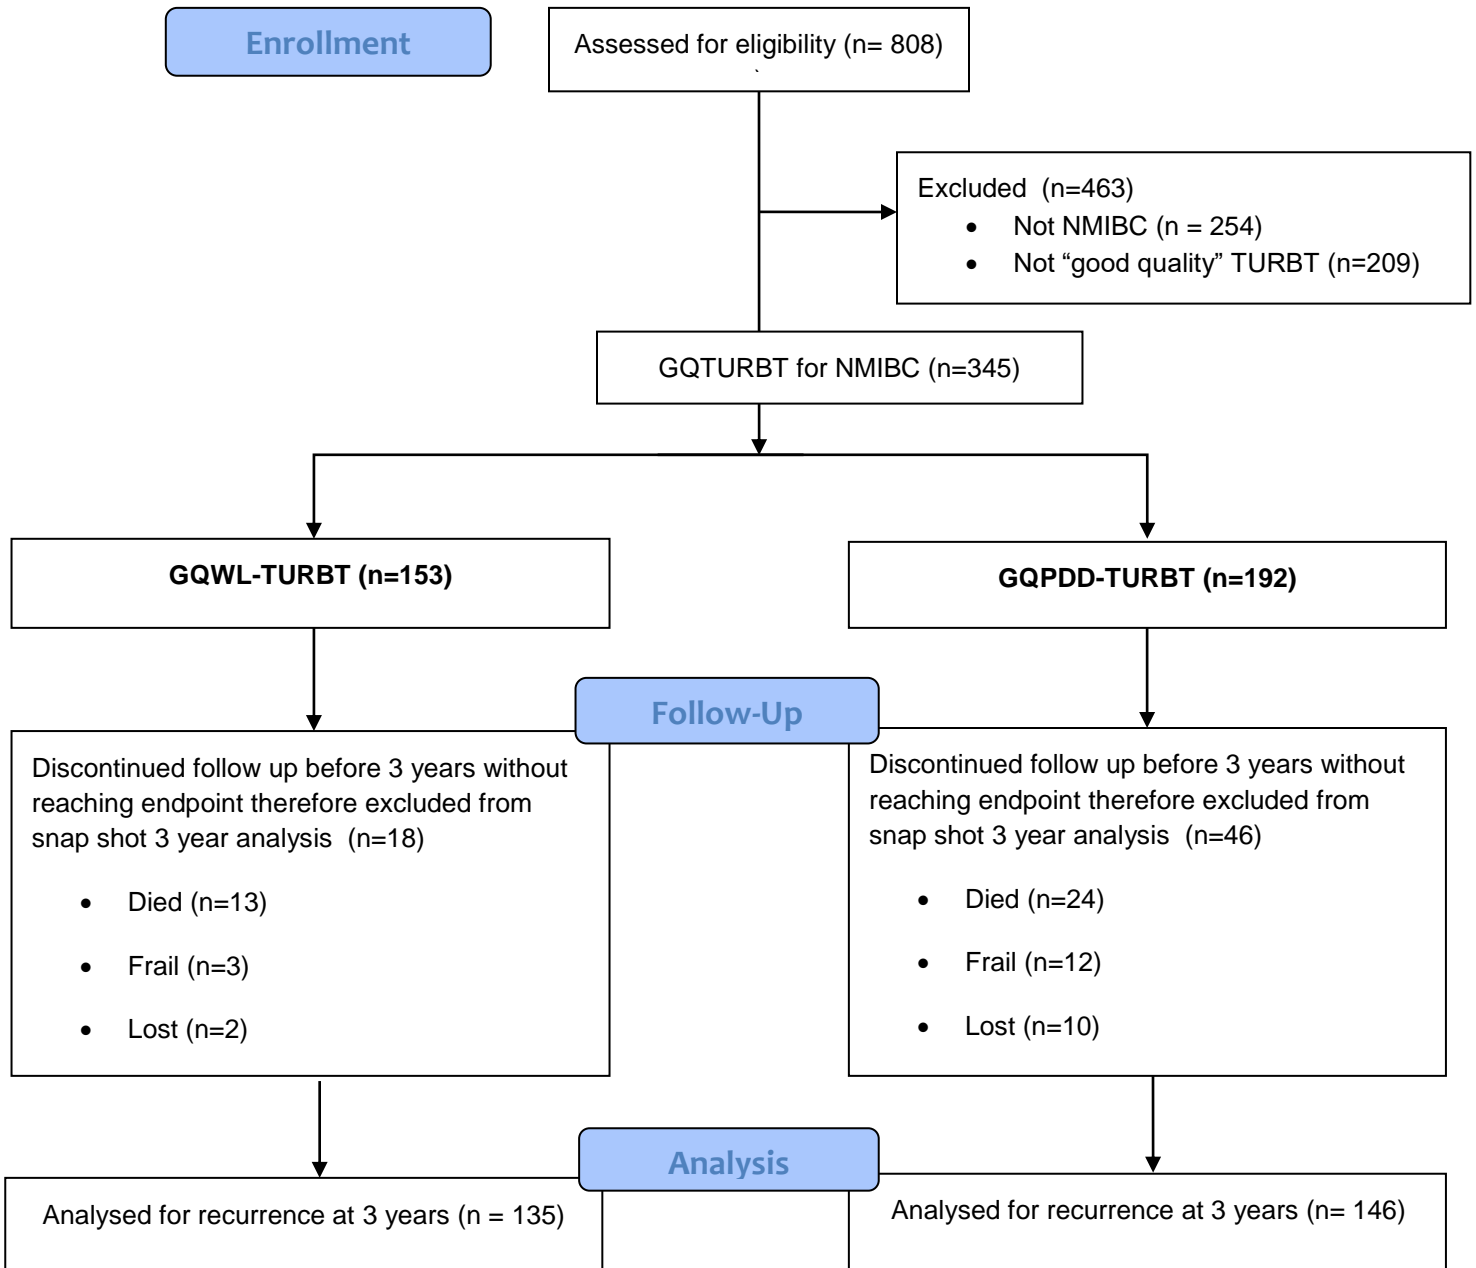 Enrollment
Assessed for eligibility (n= 808)
`
Excluded  (n=463)
• Not NMIBC (n = 254)
• Not “good quality” TURBT (n=209)
GQTURBT for NMIBC (n=345)
GQWL-TURBT (n=153)
GQPDD-TURBT (n=192)
Follow-Up
Discontinued follow up before 3 years without
reaching endpoint therefore excluded from
snap shot 3 year analysis  (n=18)
• Died (n=13)
• Frail (n=3)
• Lost (n=2)
Discontinued follow up before 3 years without
reaching endpoint therefore excluded from
snap shot 3 year analysis  (n=46)
• Died (n=24)
• Frail (n=12)
• Lost (n=10)
Analysis
Analysed for recurrence at 3 years (n = 135)
Analysed for recurrence at 3 years (n= 146)